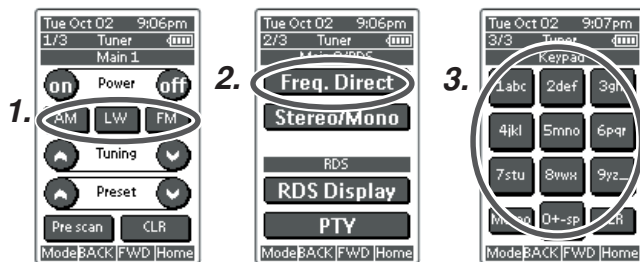 1.
Tue Oct 02 9:06pm
1/3 Tuner
Main 1
on Power off
AM LW FM
Tuning
Preset
Pre scan CLR
Mode BACK FWD Home
2.
Tue Oct 02 9:06pm
2/3 Tuner
Freq. Direct
Stereo/Mono
RDS
RDS Display
PTY
Mode BACK FWD Home
3.
Tue Oct 02 9:07pm
3/3 Tuner
Keypad
1abc 2def 3ghi
4jkl 5mno 6pqr
7stu 8vwx 9yz_
0+-sp
Mode BACK FWD Home